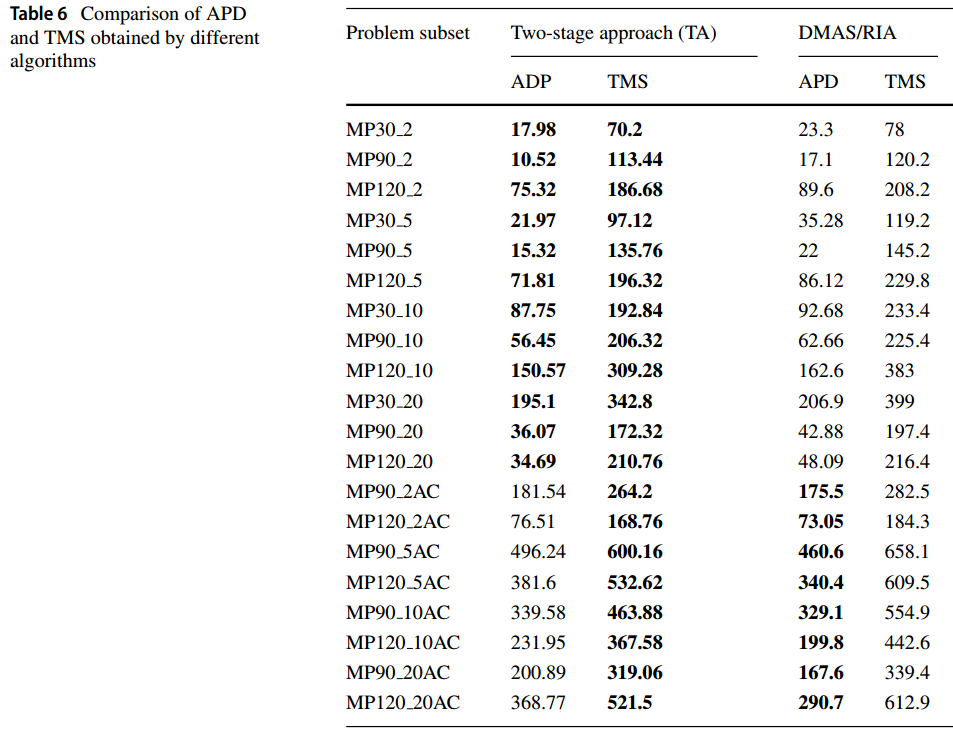 Table 6 Comparison of APD
and TMS obtained by different
algorithms
Problem subset Two-stage approach (TA) DMAS/RIA
ADP TMS APD TMS
MP30_2 17.98 70.2 23.3 78
MP90_2 10.52 113.44 17.1 120.2
MP120_2 75.32 186.68 89.6 208.2
MP30_5 21.97 97.12 35.28 119.2
MP90_5 15.32 135.76 22 145.2
MP120_5 71.81 196.32 86.12 229.8
MP30_10 87.75 192.84 92.68 233.4
MP90_10 56.45 206.32 62.66 225.4
MP120_10 150.57 309.28 162.6 383
MP30_20 195.1 342.8 206.9 399
MP90_20 36.07 172.32 42.88 197.4
MP120_20 34.69 210.76 48.09 216.4
MP90_2AC 181.54 264.2 175.5 282.5
MP120_2AC 76.51 168.76 73.05 184.3
MP90_5AC 496.24 600.16 460.6 658.1
MP120_5AC 381.6 532.62 340.4 609.5
MP90_10AC 339.58 463.88 329.1 554.9
MP120_10AC 231.95 367.58 199.8 442.6
MP90_20AC 200.89 319.06 167.6 339.4
MP120_20AC 368.77 521.5 290.7 612.9